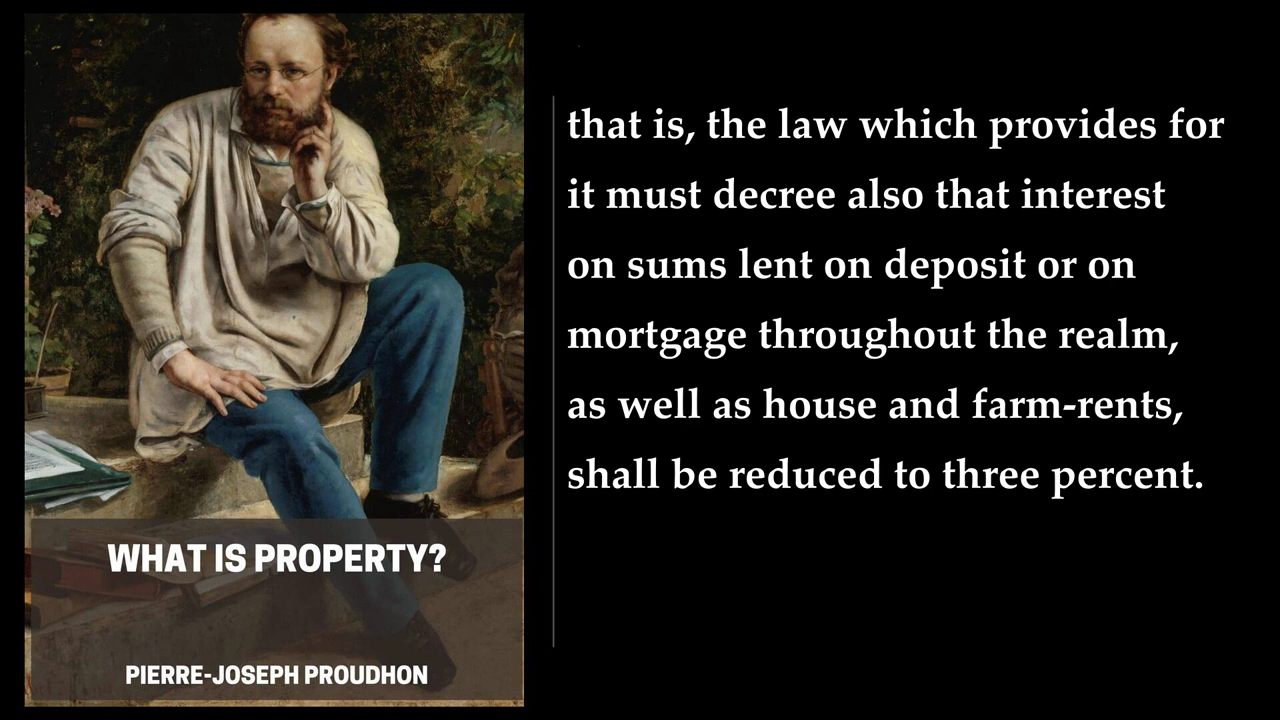 that is, the law which provides for
it must decree also that interest
on sums lent on deposit or on
mortgage throughout the realm,
as well as house and farm-rents,
shall be reduced to three percent.
WHAT IS PROPERTY?
PIERRE-JOSEPH PROUDHON